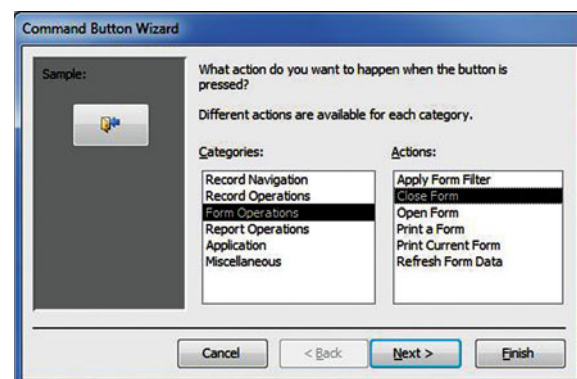 Command Button Wizard
Sample:
What action do you want to happen when the button is
pressed?
Different actions are available for each category.
Categories:
Record Navigation
Record Operations
Form Operations
Report Operations
Application
Miscellaneous
Actions:
Apply Form Filter
Close Form
Open Form
Print a Form
Print Current Form
Refresh Form Data
Cancel
< Back
Next >
Finish